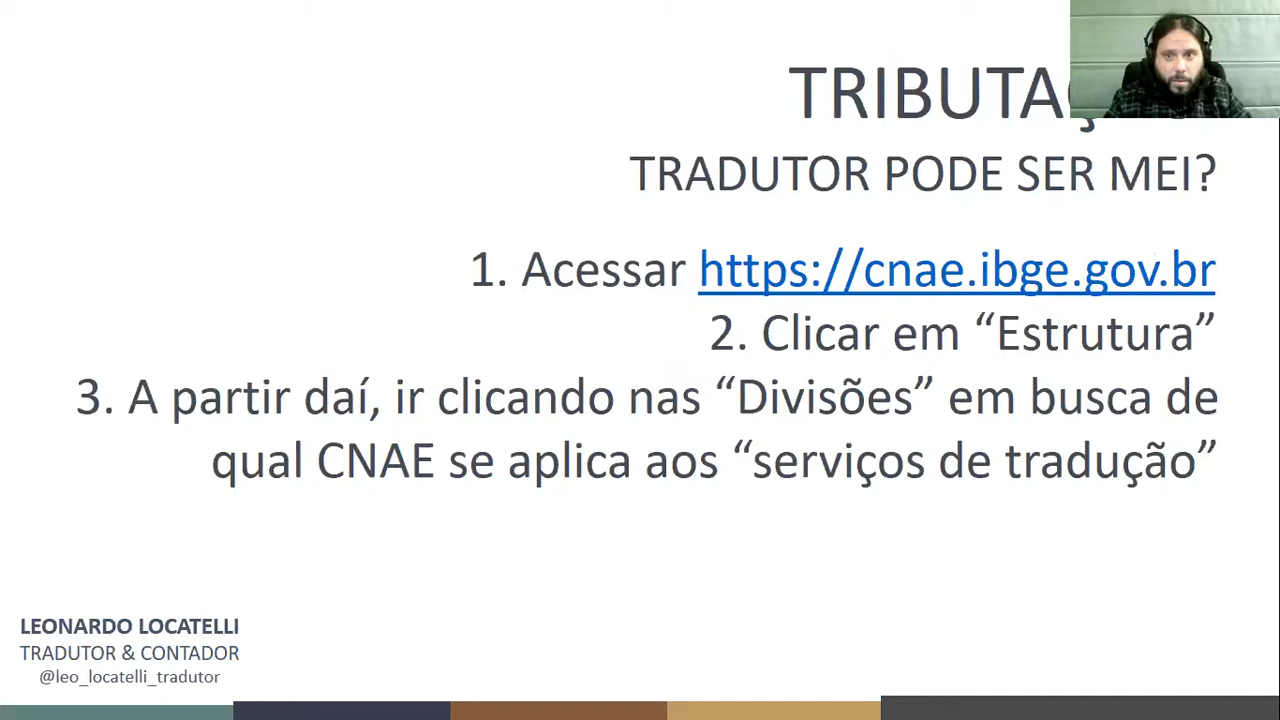 TRADUTOR PODE SER MEI?
1. Acessar https://cnae.ibge.gov.br
2. Clicar em “Estrutura”
3. A partir daí, ir clicando nas “Divisões” em busca de
qual CNAE se aplica aos “serviços de tradução”
LEONARDO LOCATELLI
TRADUTOR & CONTADOR
@leo_locatelli_tradutor